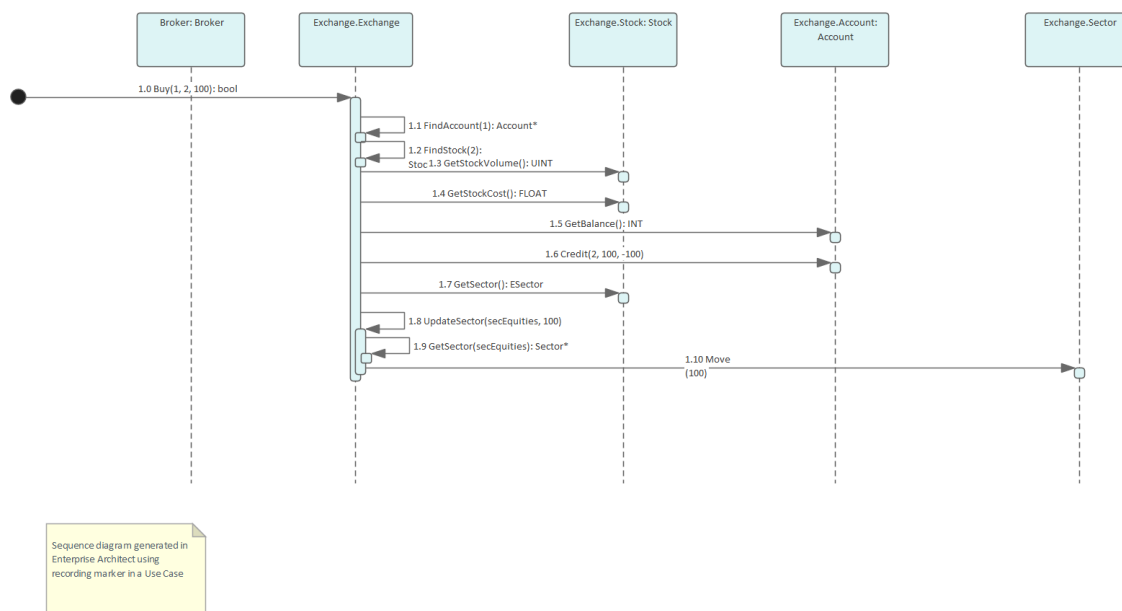 Broker: Broker
Exchange.Exchange
Exchange.Stock: Stock
Exchange.Account:
Account
Exchange.Sector
1.0 Buy(1, 2, 100): bool
1.1 FindAccount(1): Account*
1.2 FindStock(2):
Stoc
1.3 GetStockVolume(): UINT
1.4 GetStockCost(): FLOAT
1.5 GetBalance(): INT
1.6 Credit(2, 100, -100)
1.7 GetSector(): ESector
1.8 UpdateSector(secEquities, 100)
1.9 GetSector(secEquities): Sector*
1.10 Move
(100)
Sequence diagram generated in
Enterprise Architect using
recording marker in a Use Case